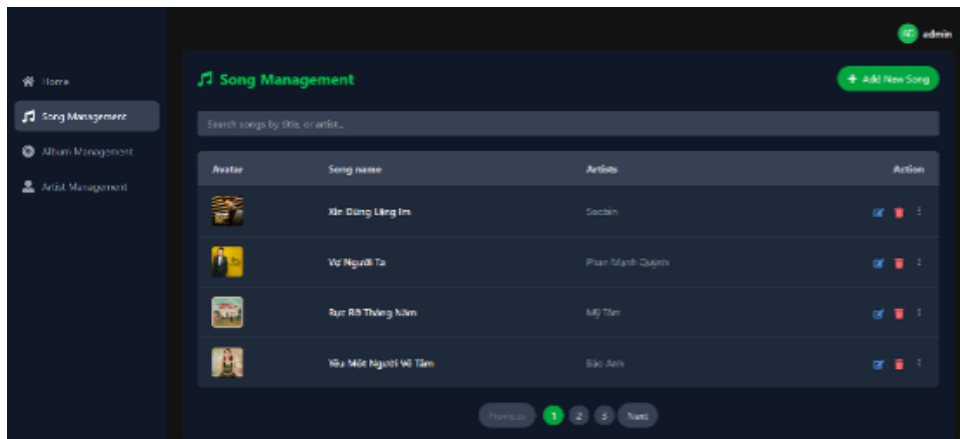 admin
Home
Song Management
Album Management
Artist Management
Song Management
+ Add New Song
Search songs by title, or artist...
Avatar Song name Artists Action
Xin Đừng Lặng Im Soobin
Vợ Người Ta Phan Mạnh Quỳnh
Rực Rỡ Tháng Năm Mỹ Tâm
Yêu Một Người Vô Tâm Bảo Anh
Previous 1 2 3 Next